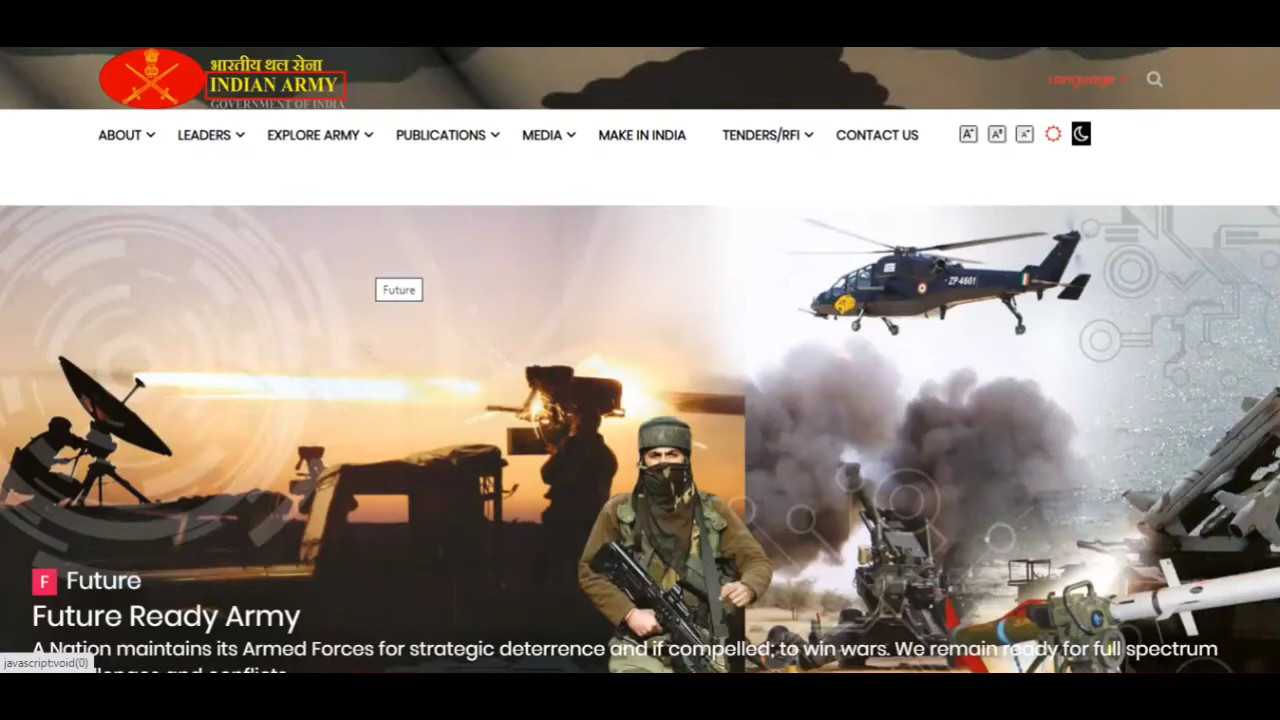 भारतीय थल सेना
INDIAN ARMY
GOVERNMENT OF INDIA
Language
ABOUT LEADERS EXPLORE ARMY PUBLICATIONS MEDIA MAKE IN INDIA TENDERS/RFI CONTACT US A+ A± A-
Future
ZP 4601
F Future
Future Ready Army
A Nation maintains its Armed Forces for strategic deterrence and if compelled; to win wars. We remain ready for full spectrum
javascript:void(0)
conflicts